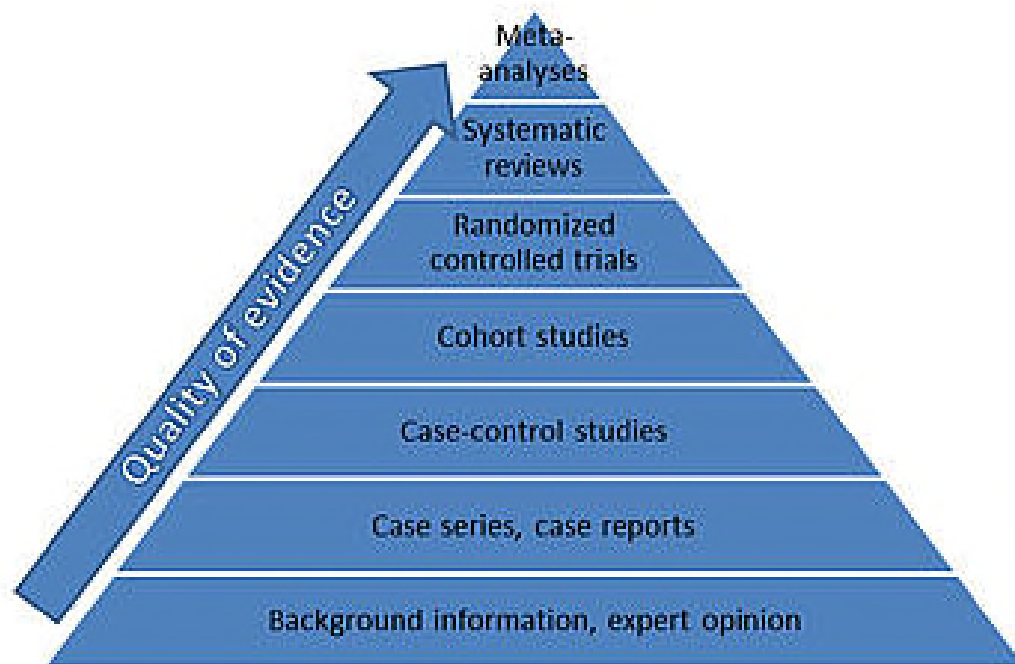 Meta-
analyses
Systematic
reviews
Randomized
controlled trials
Cohort studies
Case-control studies
Case series, case reports
Background information, expert opinion
Quality of evidence